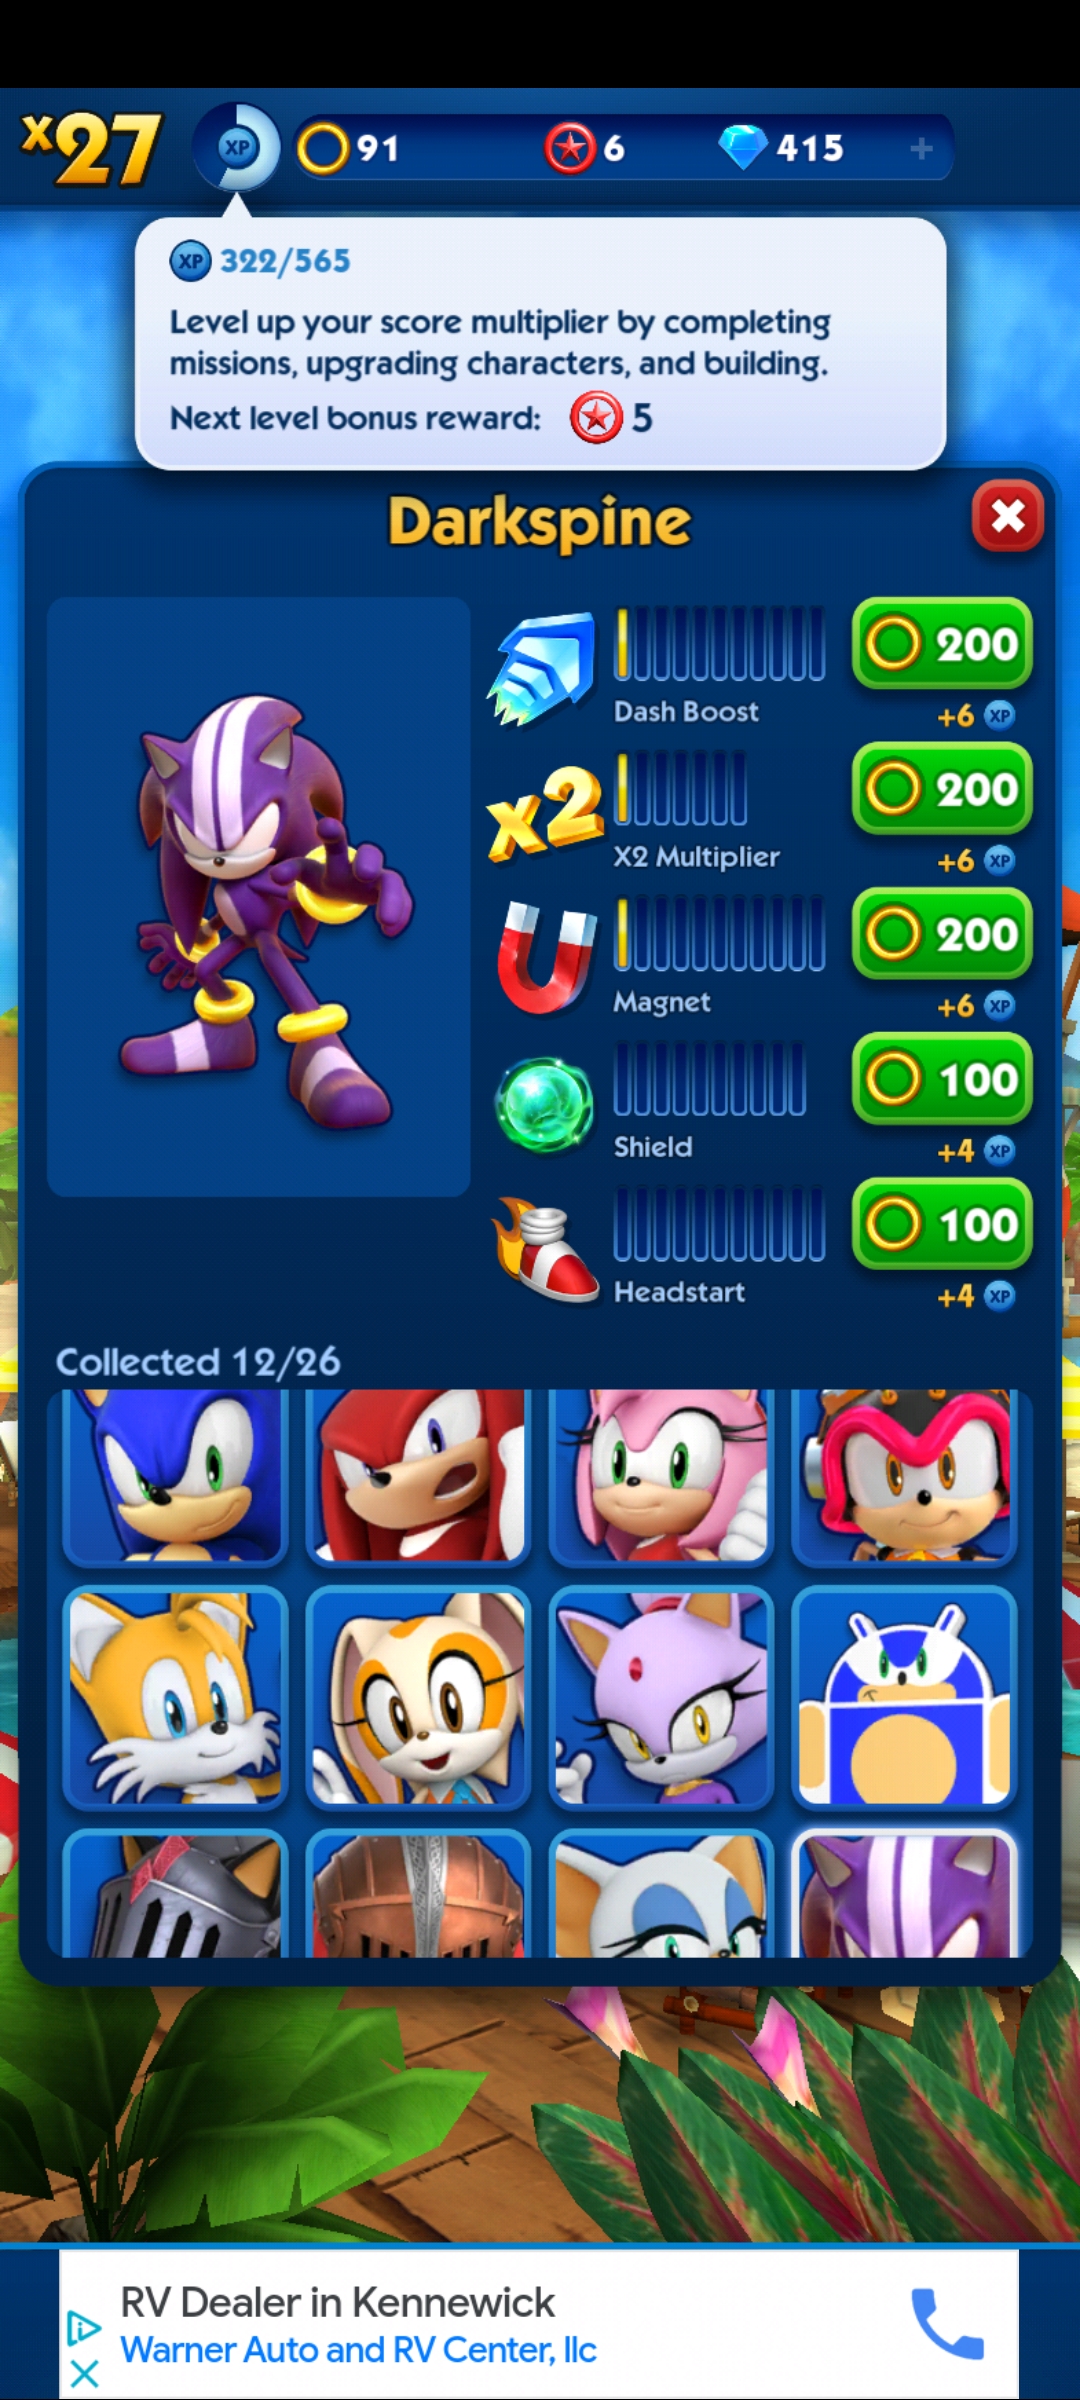 x27
XP
91
6
415
+
XP 322/565
Level up your score multiplier by completing
missions, upgrading characters, and building.
Next level bonus reward: 5
Darkspine
200
Dash Boost
+6 XP
x2
200
X2 Multiplier
+6 XP
200
Magnet
+6 XP
100
Shield
+4 XP
100
Headstart
+4 XP
Collected 12/26
RV Dealer in Kennewick
Warner Auto and RV Center, llc